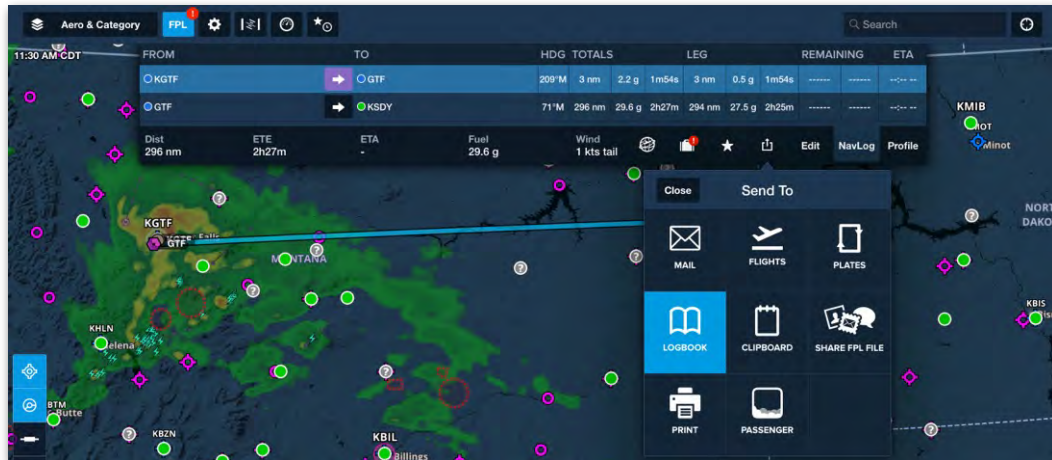 Aero & Category
FPL
!
Search
11:30 AM CDT
FROM TO HDG TOTALS LEG REMAINING ETA
KGTF GTF 209°M 3 nm 2.2 g 1m54s 3 nm 0.5 g 1m54s ------ ------ --:-- --
GTF KSDY 71°M 296 nm 29.6 g 2h27m 294 nm 27.5 g 2h25m ------ ------ --:-- --
Dist ETE ETA Fuel Wind
296 nm 2h27m - 29.6 g 1 kts tail
!
Edit NavLog Profile
Close Send To
MAIL FLIGHTS PLATES
LOGBOOK CLIPBOARD SHARE FPL FILE
PRINT PASSENGER
KMIB
MOT
Minot
NORT
DAKO
KGTF
Falls
GTF
MONTANA
?
?
?
?
?
?
?
?
?
KHLN
Helena
KBIS
BTM
Butte
KBZN
KBIL
Billings